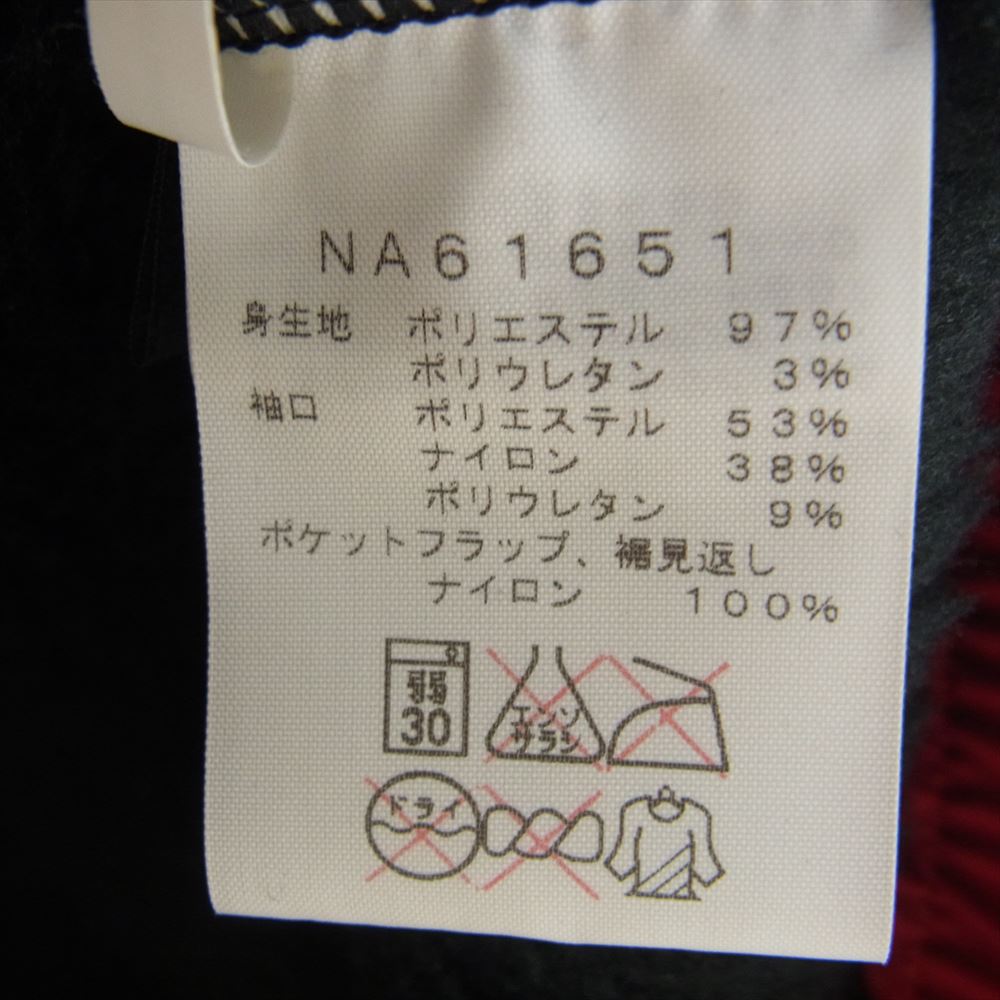 NA61651
身生地 ポリエステル 97%
ポリウレタン 3%
袖口 ポリエステル 53%
ナイロン 38%
ポリウレタン 9%
ポケットフラップ、裾見返し
ナイロン 100%
弱
30
エンソ
サラシ
ドライ